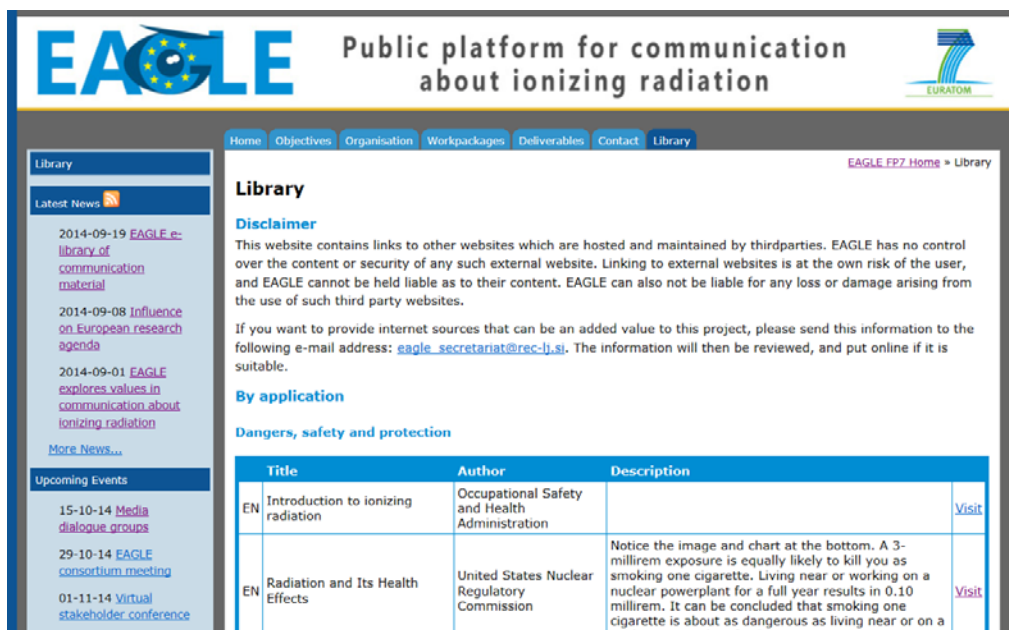 EAGLE
Public platform for communication
about ionizing radiation
7
EURATOM
Home
Objectives
Organisation
Workpackages
Deliverables
Contact
Library
EAGLE FP7 Home » Library
Library
Latest News
2014-09-19 EAGLE e-
library of
communication
material
2014-09-08 Influence
on European research
agenda
2014-09-01 EAGLE
explores values in
communication about
ionizing radiation
More News...
Upcoming Events
15-10-14 Media
dialogue groups
29-10-14 EAGLE
consortium meeting
01-11-14 Virtual
stakeholder conference
Library
Disclaimer
This website contains links to other websites which are hosted and maintained by thirdparties. EAGLE has no control
over the content or security of any such external website. Linking to external websites is at the own risk of the user,
and EAGLE cannot be held liable as to their content. EAGLE can also not be liable for any loss or damage arising from
the use of such third party websites.
If you want to provide internet sources that can be an added value to this project, please send this information to the
following e-mail address: eagle_secretariat@rec-lj.si. The information will then be reviewed, and put online if it is
suitable.
By application
Dangers, safety and protection
Title
Author
Description
EN
Introduction to ionizing
radiation
Occupational Safety
and Health
Administration
Visit
EN
Radiation and Its Health
Effects
United States Nuclear
Regulatory
Commission
Notice the image and chart at the bottom. A 3-
millirem exposure is equally likely to kill you as
smoking one cigarette. Living near or working on a
nuclear powerplant for a full year results in 0.10
millirem. It can be concluded that smoking one
cigarette is about as dangerous as living near or on a
Visit